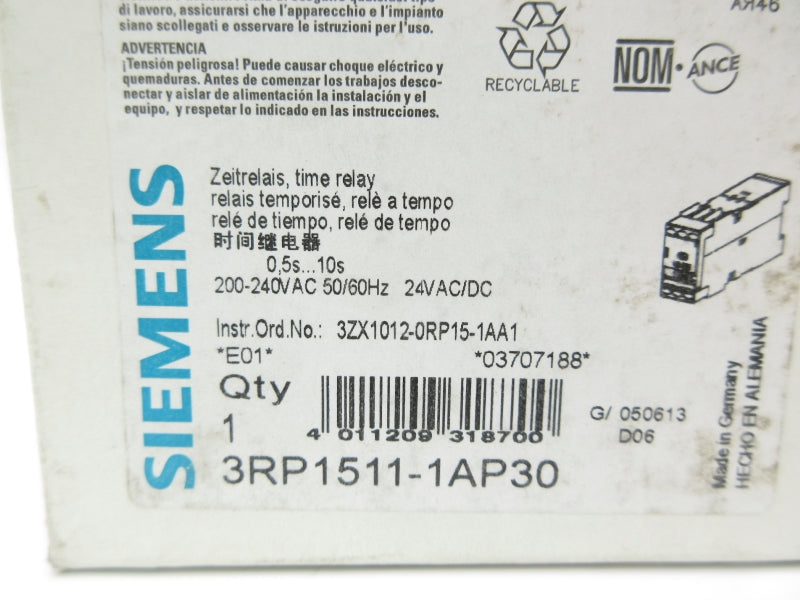 di lavoro, assicurarsi che l'apparecchio e l'impianto
siano scollegati e osservare le istruzioni per l'uso.
ADVERTENCIA
¡Tensión peligrosa! Puede causar choque eléctrico y
quemaduras. Antes de comenzar los trabajos desco-
nectar y aislar de alimentación la instalación y el
equipo, y respetar lo indicado en las instrucciones.
RECYCLABLE
NOM·ANCE
SIEMENS
Zeitrelais, time relay
relais temporisé, relè a tempo
relé de tiempo, relé de tempo
时间继电器
0,5s...10s
200-240VAC 50/60Hz 24VAC/DC
Instr.Ord.No.: 3ZX1012-0RP15-1AA1
*E01* *03707188*
Qty
1
4 011209 318700
3RP1511-1AP30
G/ 050613
D06
Made in Germany
HECHO EN ALEMANIA